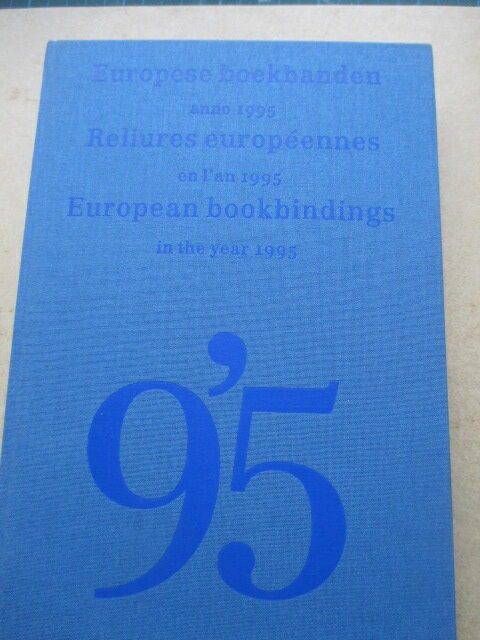 Europese boekbanden
anno 1995
Reliures européennes
en l'an 1995
European bookbindings
in the year 1995
9'5